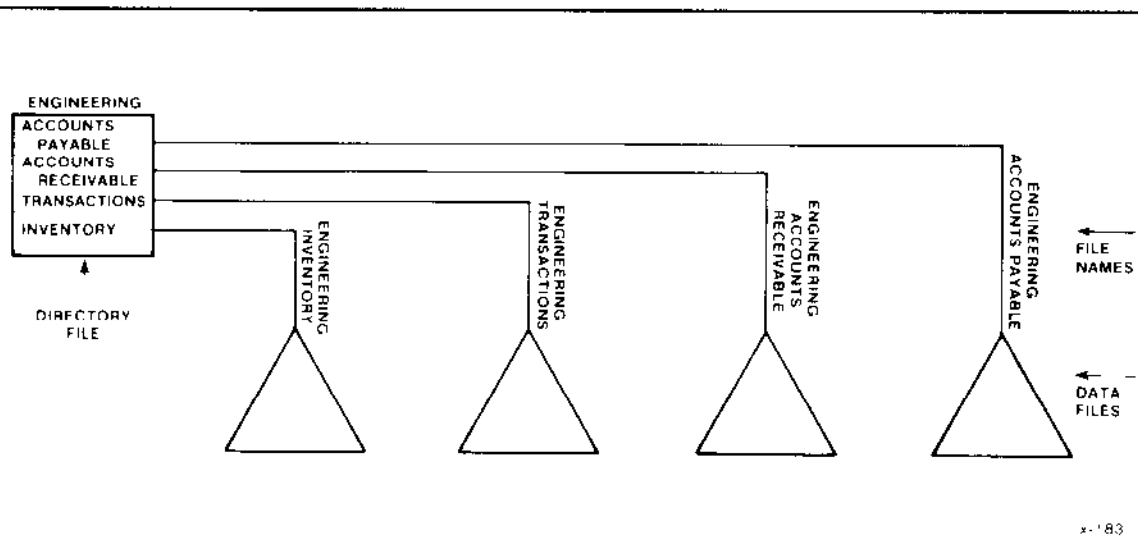 ENGINEERING
ACCOUNTS
PAYABLE
ACCOUNTS
RECEIVABLE
TRANSACTIONS
INVENTORY
DIRECTORY
FILE
ENGINEERING
INVENTORY
ENGINEERING
TRANSACTIONS
ENGINEERING
ACCOUNTS
RECEIVABLE
ENGINEERING
ACCOUNTS PAYABLE
FILE
NAMES
DATA
FILES